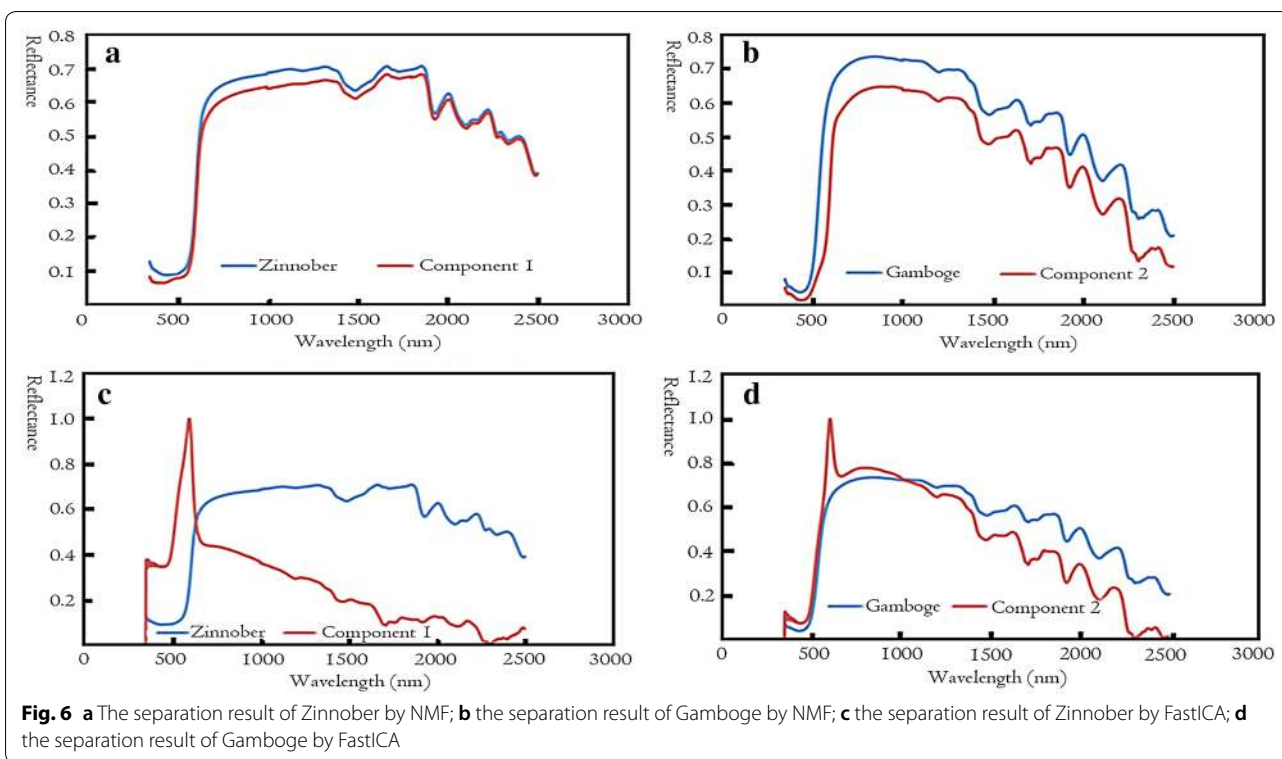 Reflectance
a
0.8
0.7
0.6
0.5
0.4
0.3
0.2
0.1
Zinnober
Component 1
0 500 1000 1500 2000 2500 3000
Wavelength (nm)
Reflectance
b
0.8
0.7
0.6
0.5
0.4
0.3
0.2
0.1
Gamboge
Component 2
0 500 1000 1500 2000 2500 3000
Wavelength (nm)
Reflectance
c
1.2
1.0
0.8
0.6
0.4
0.2
Zinnober
Component 1
0 500 1000 1500 2000 2500 3000
Wavelength (nm)
Reflectance
d
1.2
1.0
0.8
0.6
0.4
0.2
Gamboge
Component 2
0 500 1000 1500 2000 2500 3000
Wavelength (nm)
Fig. 6 a The separation result of Zinnober by NMF; b the separation result of Gamboge by NMF; c the separation result of Zinnober by FastICA; d
the separation result of Gamboge by FastICA